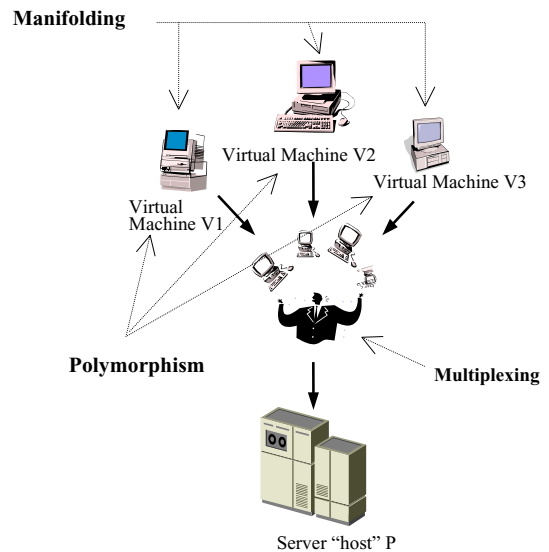 Manifolding
Virtual Machine V2
Virtual Machine V3
Virtual
Machine V1
Polymorphism
Multiplexing
Server “host” P